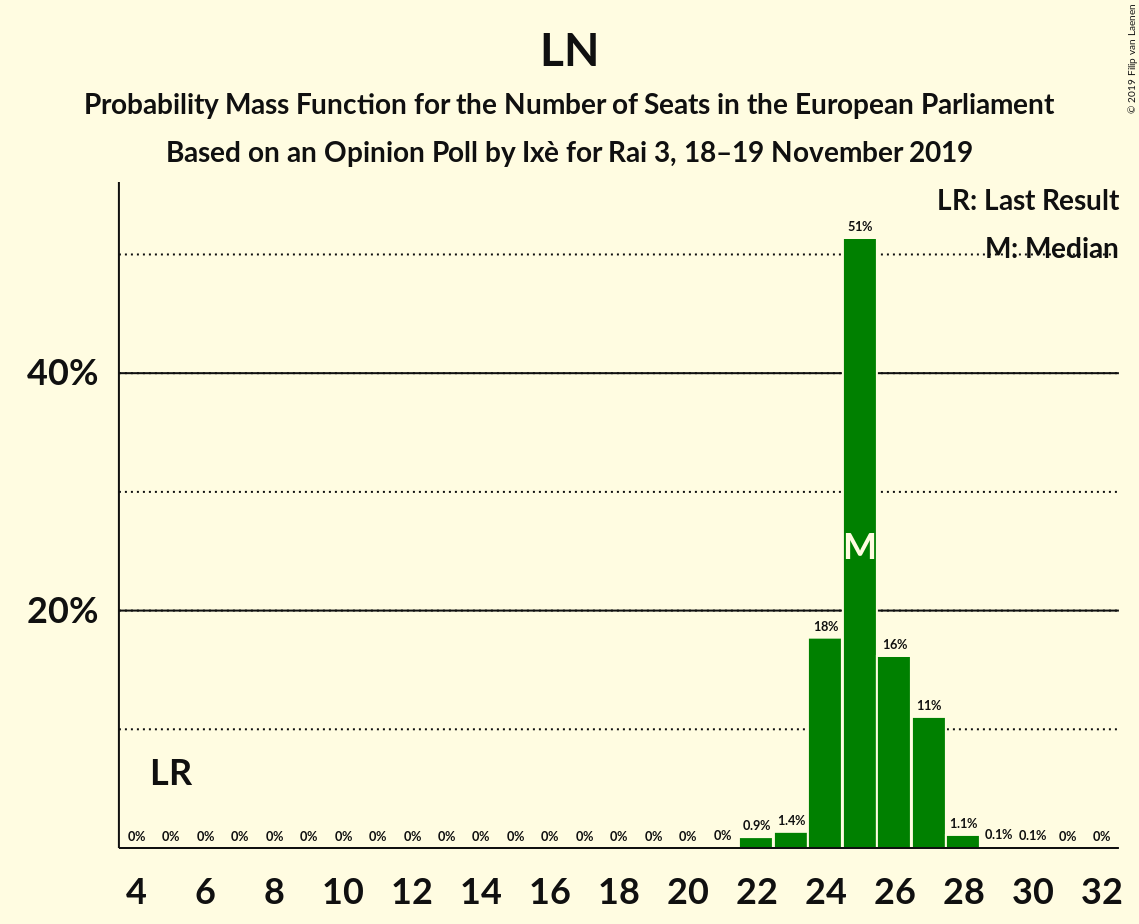 LN
Probability Mass Function for the Number of Seats in the European Parliament
Based on an Opinion Poll by Ixè for Rai 3, 18–19 November 2019
© 2019 Filip van Laenen
LR: Last Result
M: Median
51%
40%
M
20%
18%
16%
11%
LR
0% 0% 0% 0% 0% 0% 0% 0% 0% 0% 0% 0% 0% 0% 0% 0% 0% 0% 0.9% 1.4% 1.1% 0.1% 0.1% 0% 0%
4 6 8 10 12 14 16 18 20 22 24 26 28 30 32